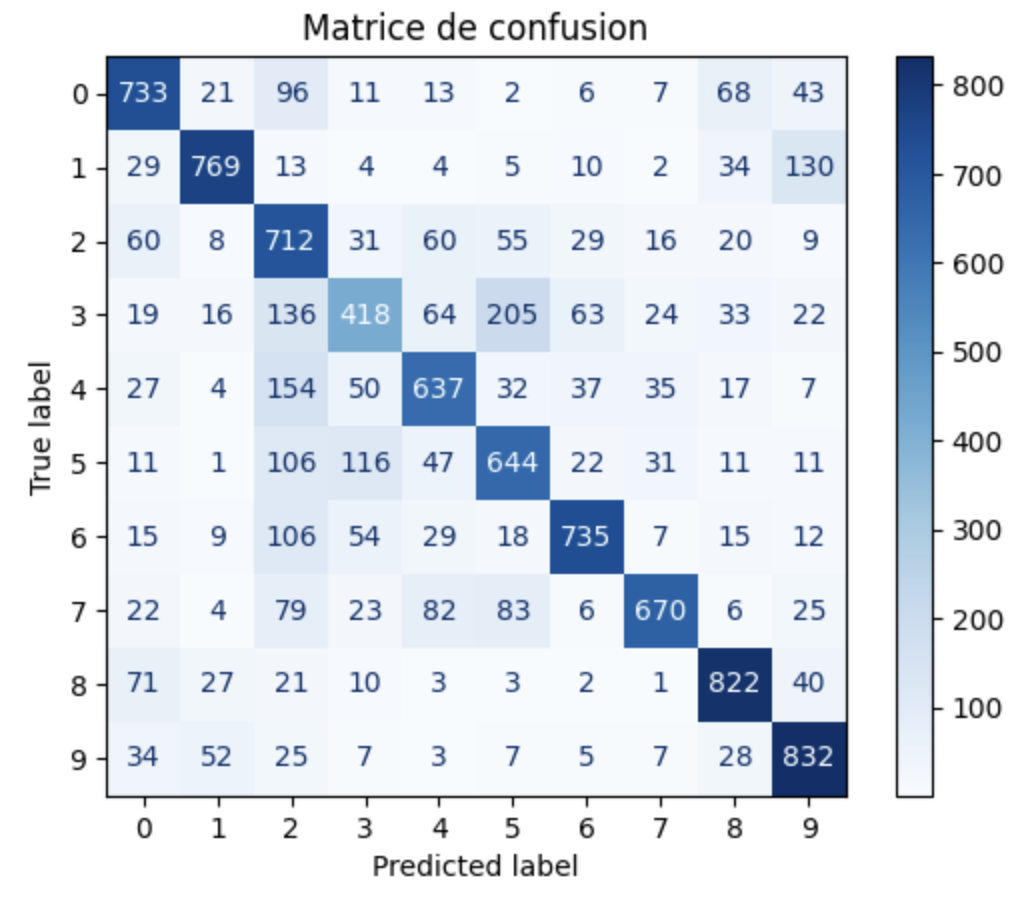 Matrice de confusion
0 733 21 96 11 13 2 6 7 68 43
1 29 769 13 4 4 5 10 2 34 130
2 60 8 712 31 60 55 29 16 20 9
3 19 16 136 418 64 205 63 24 33 22
4 27 4 154 50 637 32 37 35 17 7
5 11 1 106 116 47 644 22 31 11 11
6 15 9 106 54 29 18 735 7 15 12
7 22 4 79 23 82 83 6 670 6 25
8 71 27 21 10 3 3 2 1 822 40
9 34 52 25 7 3 7 5 7 28 832
0 1 2 3 4 5 6 7 8 9
Predicted label
True label
800
700
600
500
400
300
200
100